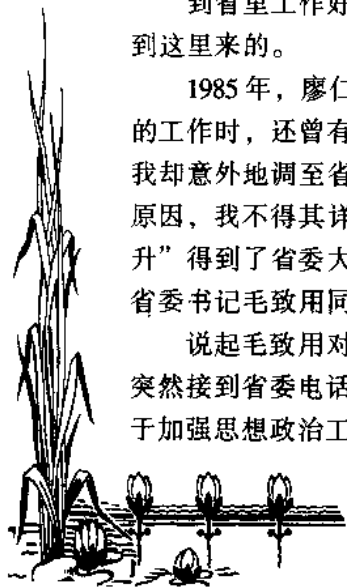 到省里工作好
到这里来的。
1985年，廖仁
的工作时，还曾有
我却意外地调至省
原因，我不得其详
升”得到了省委大
省委书记毛致用同
说起毛致用对
突然接到省委电话
于加强思想政治工